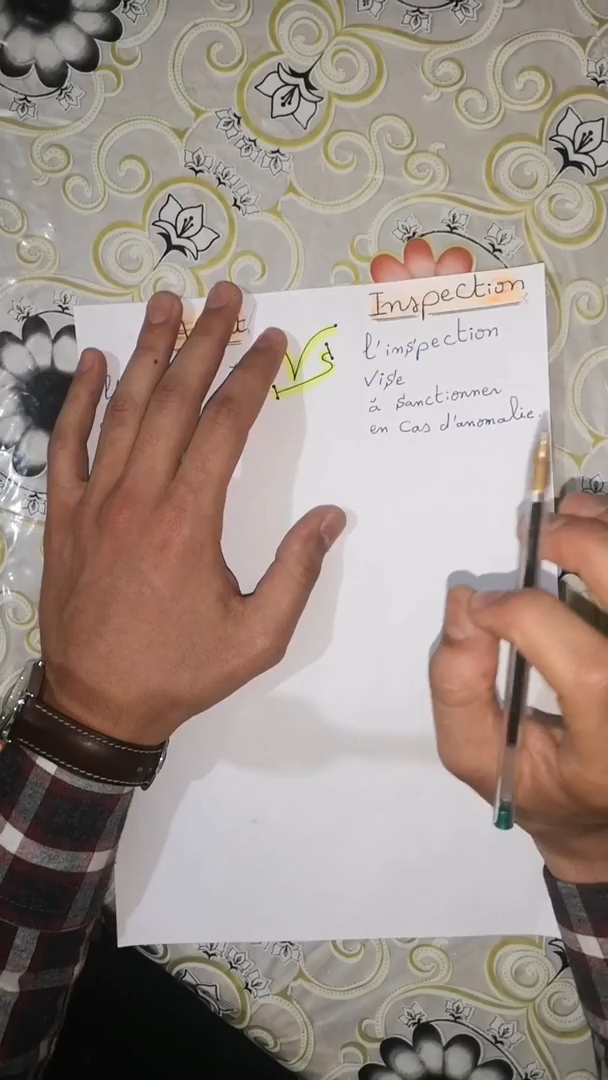 Vs
Inspection
l'inspection
vise
à sanctionner
en cas d'anomalie.